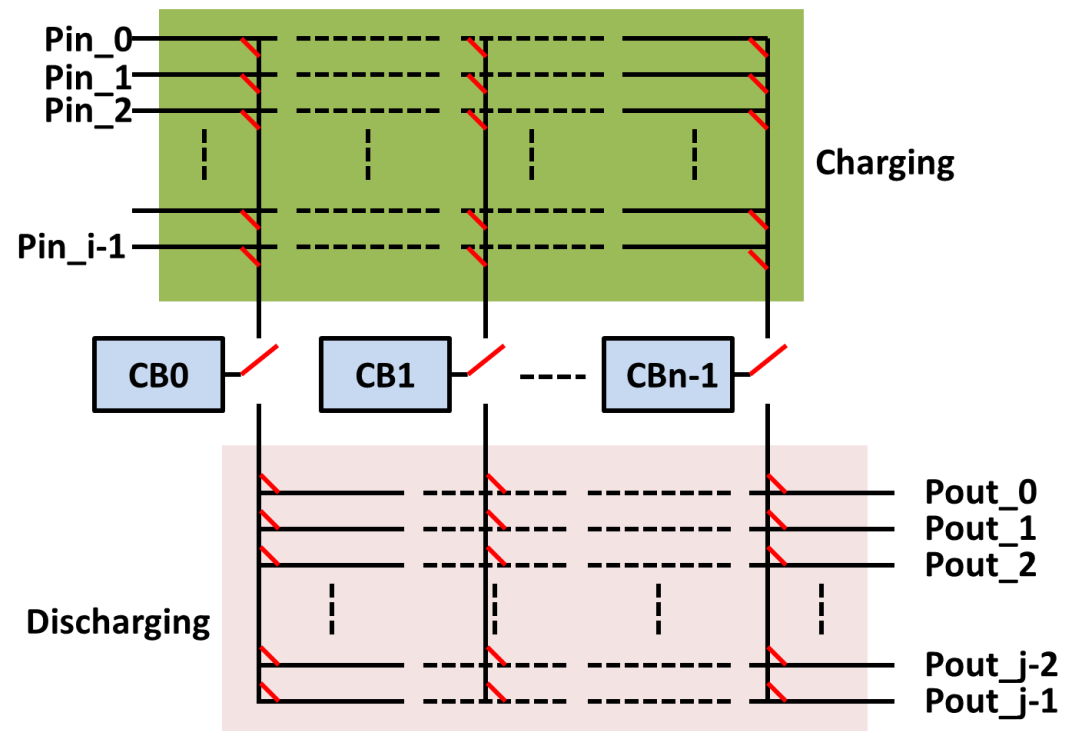 Pin_0
Pin_1
Pin_2
Charging
Pin_i-1
CB0
CB1
CBn-1
Pout_0
Pout_1
Pout_2
Discharging
Pout_j-2
Pout_j-1